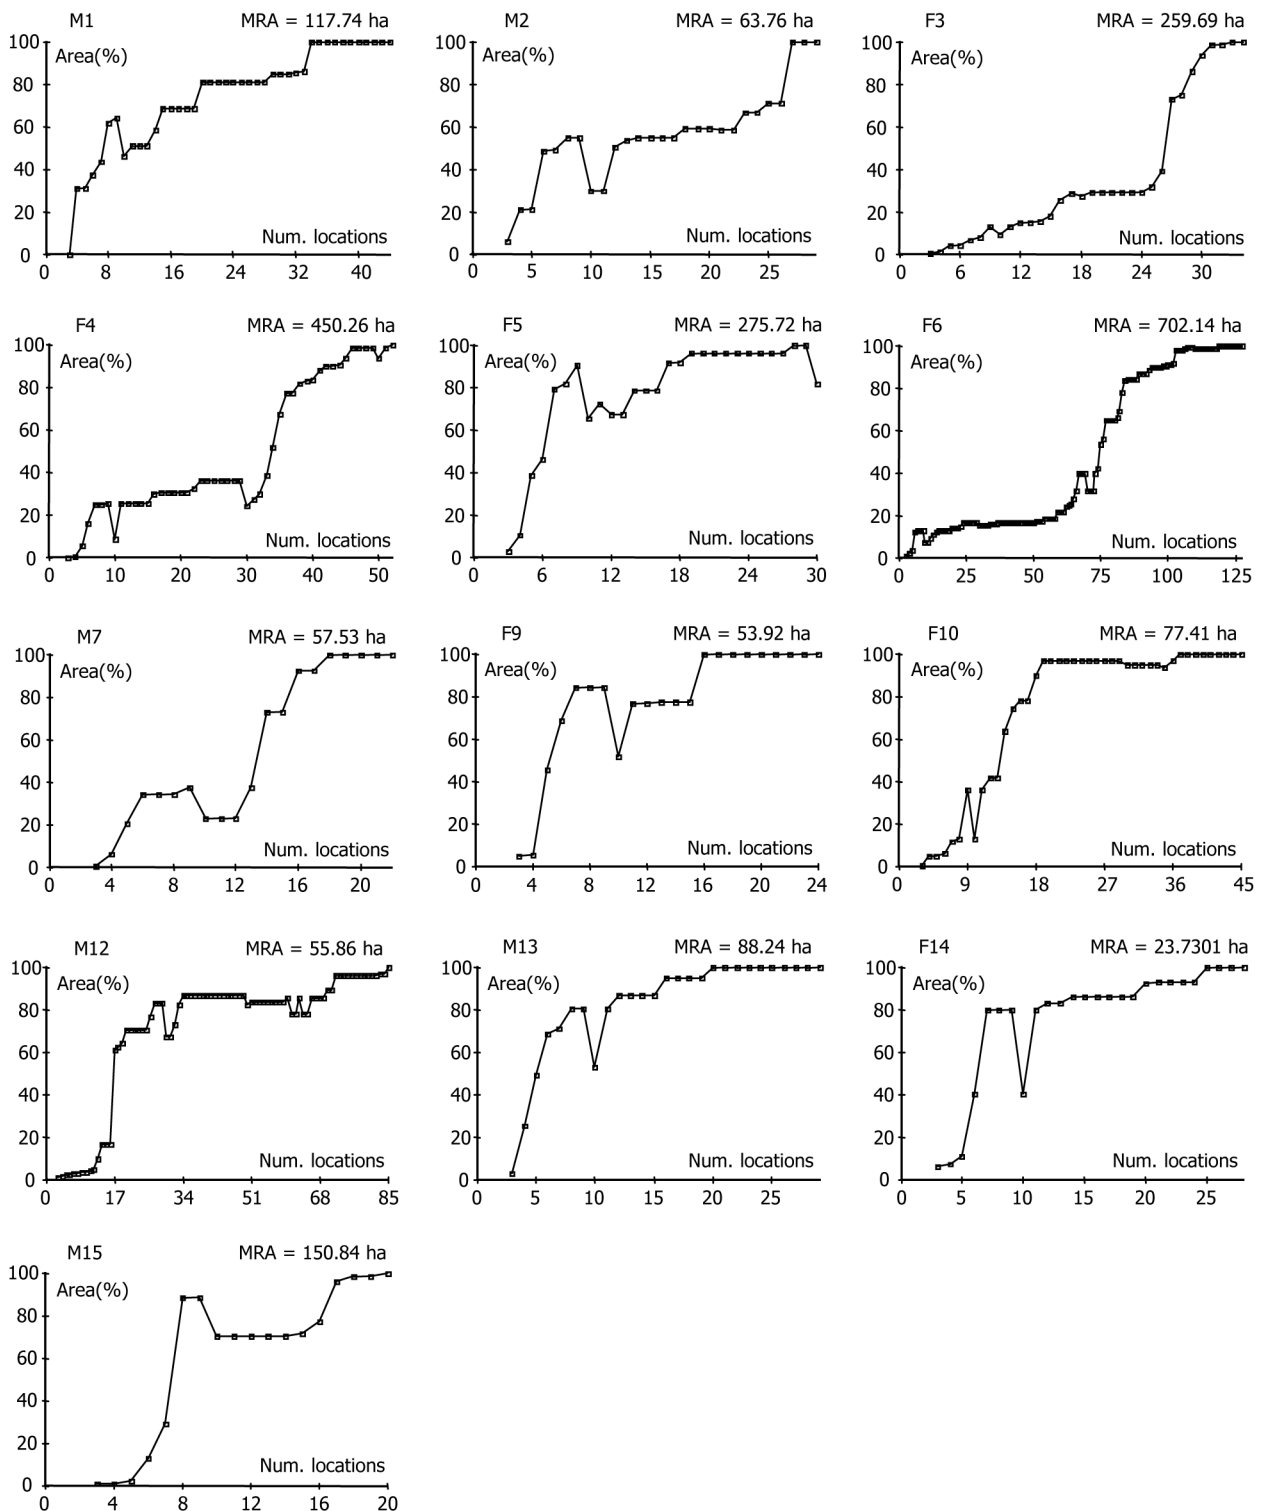 M1 MRA = 117.74 ha
Area(%)
100
80
60
40
20
0
Num. locations
0 8 16 24 32 40
M2 MRA = 63.76 ha
Area(%)
100
80
60
40
20
0
Num. locations
0 5 10 15 20 25
F3 MRA = 259.69 ha
Area(%)
100
80
60
40
20
0
Num. locations
0 6 12 18 24 30
F4 MRA = 450.26 ha
Area(%)
100
80
60
40
20
0
Num. locations
0 10 20 30 40 50
F5 MRA = 275.72 ha
Area(%)
100
80
60
40
20
0
Num. locations
0 6 12 18 24 30
F6 MRA = 702.14 ha
Area(%)
100
80
60
40
20
0
Num. locations
0 25 50 75 100 125
M7 MRA = 57.53 ha
Area(%)
100
80
60
40
20
0
Num. locations
0 4 8 12 16 20
F9 MRA = 53.92 ha
Area(%)
100
80
60
40
20
0
Num. locations
0 4 8 12 16 20 24
F10 MRA = 77.41 ha
Area(%)
100
80
60
40
20
0
Num. locations
0 9 18 27 36 45
M12 MRA = 55.86 ha
Area(%)
100
80
60
40
20
0
Num. locations
0 17 34 51 68 85
M13 MRA = 88.24 ha
Area(%)
100
80
60
40
20
0
Num. locations
0 5 10 15 20 25
F14 MRA = 23.7301 ha
Area(%)
100
80
60
40
20
0
Num. locations
0 5 10 15 20 25
M15 MRA = 150.84 ha
Area(%)
100
80
60
40
20
0
Num. locations
0 4 8 12 16 20